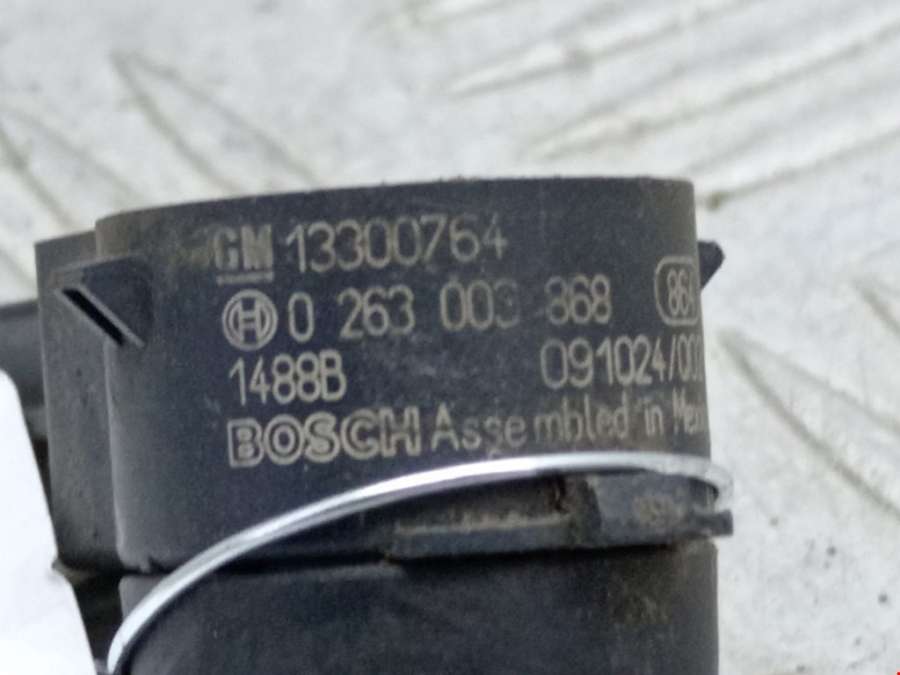 GM 13300764
0 263 003 868
1488B 091024/00
BOSCH Assembled in Mex